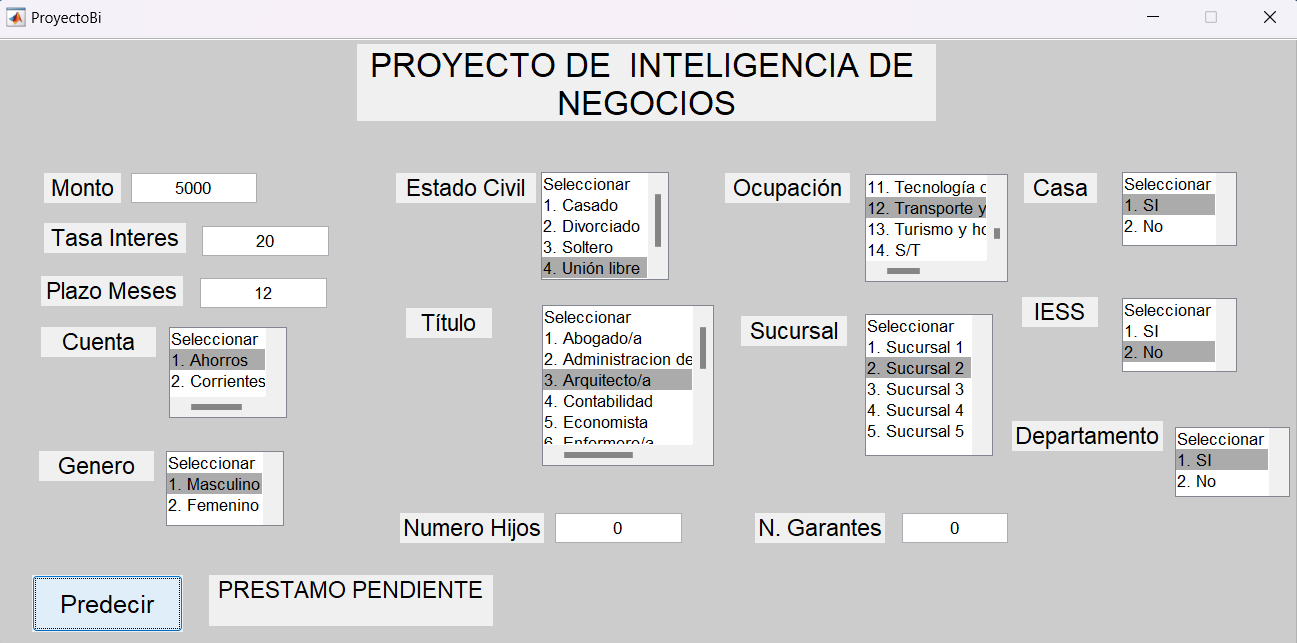 ProyectoBi
PROYECTO DE INTELIGENCIA DE
NEGOCIOS
Monto
5000
Tasa Interes
20
Plazo Meses
12
Cuenta
Seleccionar
1. Ahorros
2. Corrientes
Genero
Seleccionar
1. Masculino
2. Femenino
Estado Civil
Seleccionar
1. Casado
2. Divorciado
3. Soltero
4. Unión libre
Título
Seleccionar
1. Abogado/a
2. Administracion de
3. Arquitecto/a
4. Contabilidad
5. Economista
6. Enfermero/a
Numero Hijos
0
Ocupación
11. Tecnología
12. Transporte y
13. Turismo y
14. S/T
Sucursal
Seleccionar
1. Sucursal 1
2. Sucursal 2
3. Sucursal 3
4. Sucursal 4
5. Sucursal 5
N. Garantes
0
Casa
Seleccionar
1. SI
2. No
IESS
Seleccionar
1. SI
2. No
Departamento
Seleccionar
1. SI
2. No
Predecir
PRESTAMO PENDIENTE